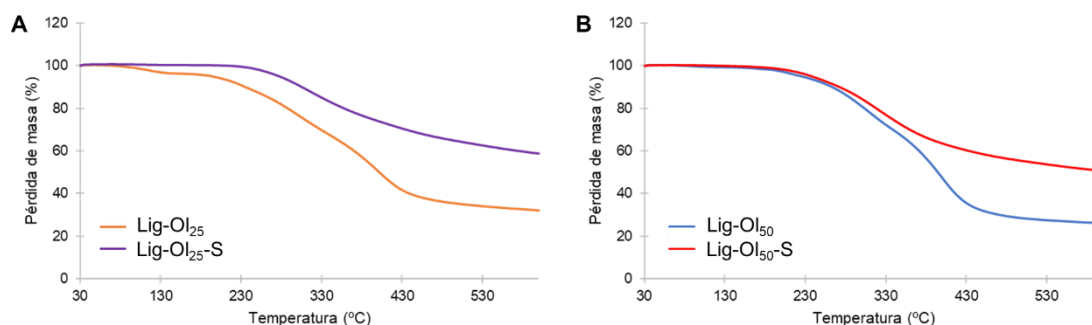 A
Pérdida de masa (%)
120
100
80
60
40
20
0
30 130 230 330 430 530
Temperatura (ºC)
Lig-Ol₂₅
Lig-Ol₂₅-S
B
Pérdida de masa (%)
120
100
80
60
40
20
0
30 130 230 330 430 530
Temperatura (ºC)
Lig-Ol₅₀
Lig-Ol₅₀-S